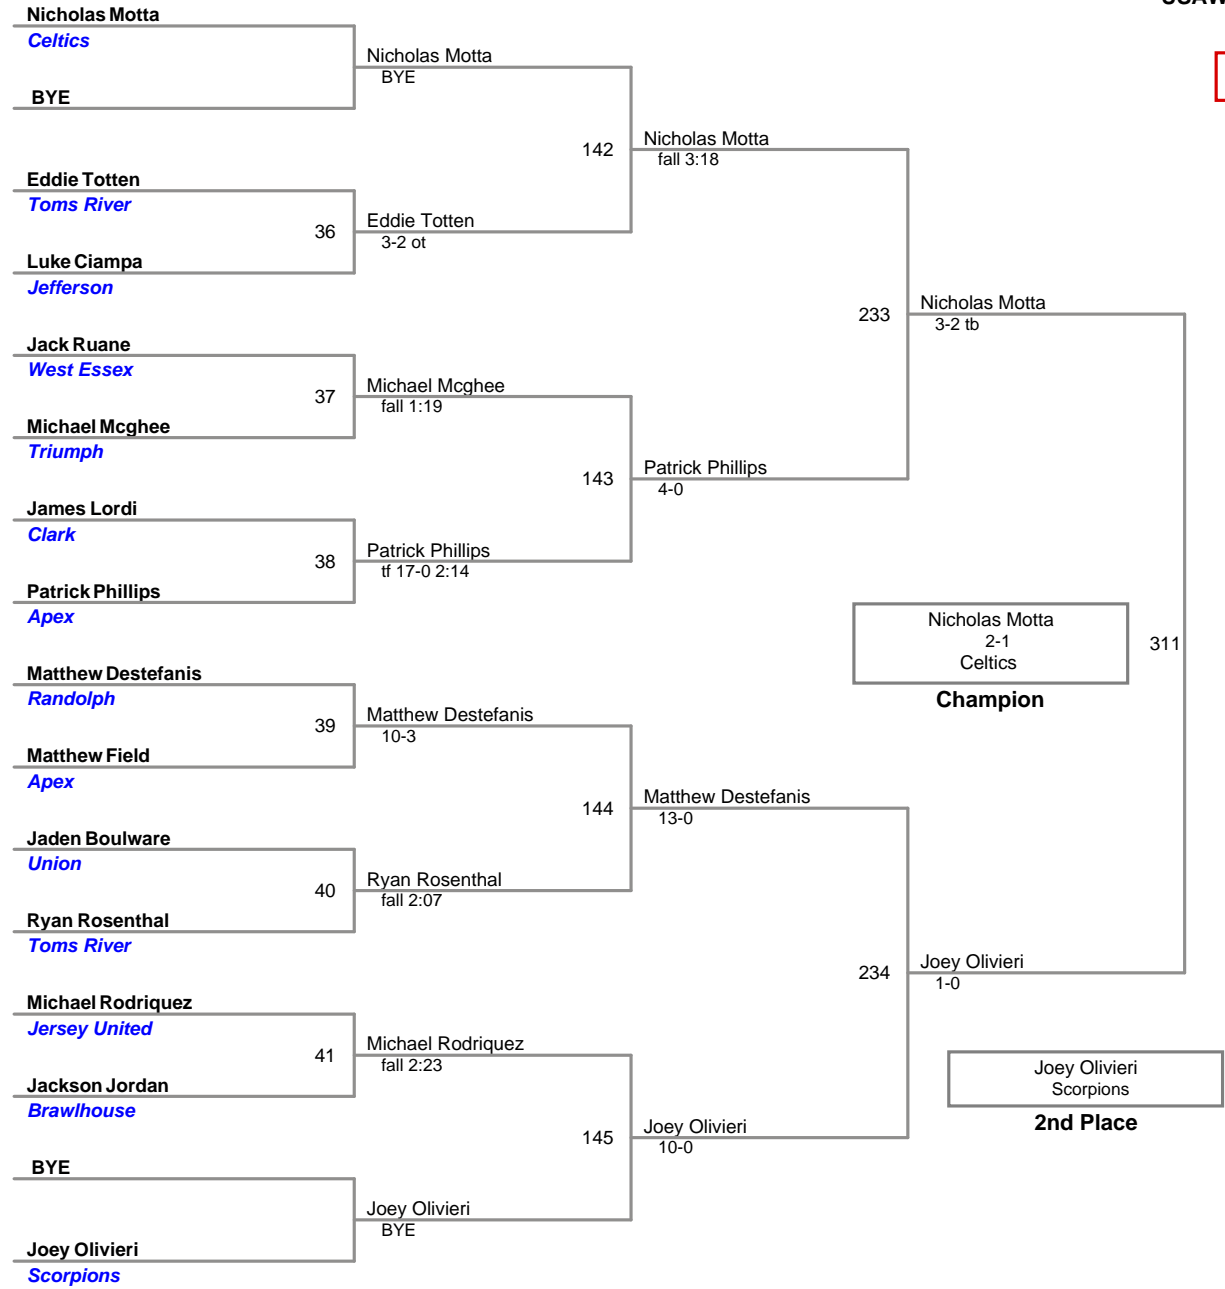 Nicholas Motta
Celtics
BYE
Eddie Totten
Toms River
Luke Ciampa
Jefferson
Jack Ruane
West Essex
Michael Mcghee
Triumph
James Lordi
Clark
Patrick Phillips
Apex
Matthew Destefanis
Randolph
Matthew Field
Apex
Jaden Boulware
Union
Ryan Rosenthal
Toms River
Michael Rodriquez
Jersey United
Jackson Jordan
Brawlhouse
BYE
Joey Olivieri
Scorpions
Nicholas Motta
BYE
36
Eddie Totten
3-2 ot
37
Michael Mcghee
fall 1:19
38
Patrick Phillips
tf 17-0 2:14
39
Matthew Destefanis
10-3
40
Ryan Rosenthal
fall 2:07
41
Michael Rodriquez
fall 2:23
Joey Olivieri
BYE
142
Nicholas Motta
fall 3:18
143
Patrick Phillips
4-0
144
Matthew Destefanis
13-0
145
Joey Olivieri
10-0
233
Nicholas Motta
3-2 tb
234
Joey Olivieri
1-0
311
Nicholas Motta
2-1
Celtics
Champion
Joey Olivieri
Scorpions
2nd Place